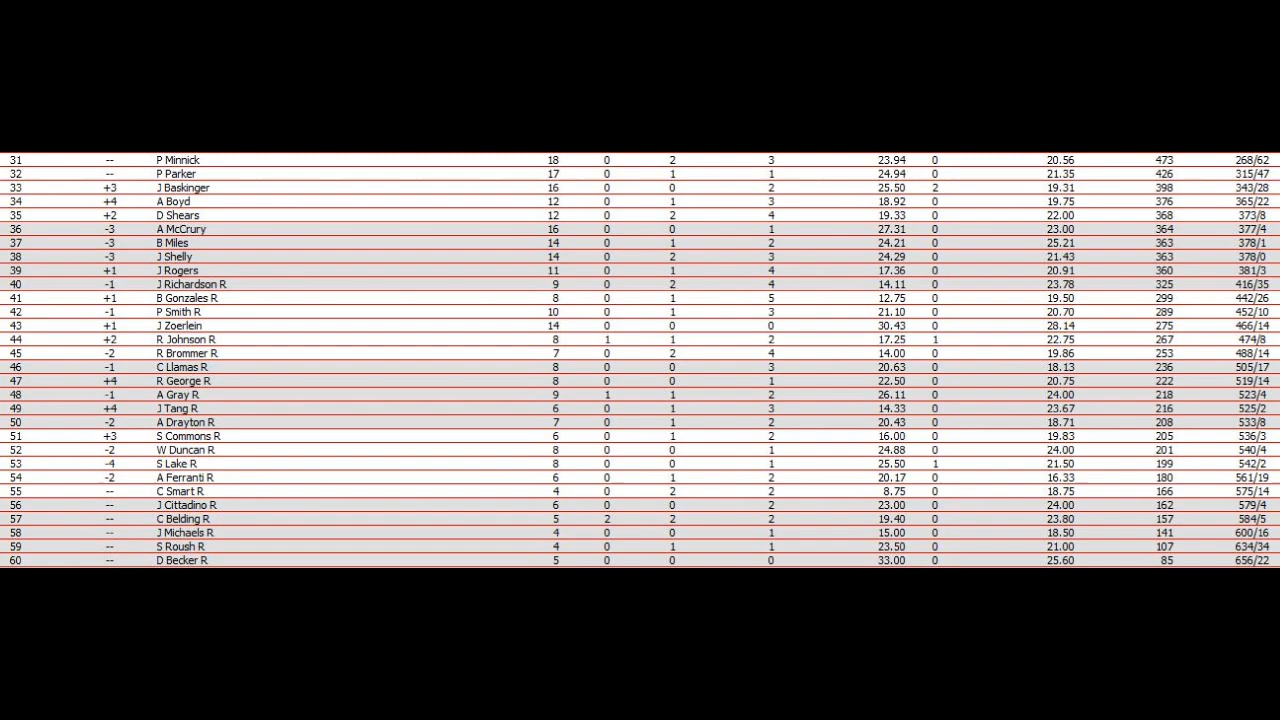 31 -- P Minnick 18 0 2 3 23.94 0 20.56 473 268/62
32 -- P Parker 17 0 1 1 24.94 0 21.35 426 315/47
33 +3 J Baskinger 16 0 0 2 25.50 2 19.31 398 343/28
34 +4 A Boyd 12 0 1 3 18.92 0 19.75 376 365/22
35 +2 D Shears 12 0 2 4 19.33 0 22.00 368 373/8
36 -3 A McCrury 16 0 0 1 27.31 0 23.00 364 377/4
37 -3 B Miles 14 0 1 2 24.21 0 25.21 363 378/1
38 -3 J Shelly 14 0 2 3 24.29 0 21.43 363 378/0
39 +1 J Rogers 11 0 1 4 17.36 0 20.91 360 381/3
40 -1 J Richardson R 9 0 2 4 14.11 0 23.78 325 416/35
41 +1 B Gonzales R 8 0 1 5 12.75 0 19.50 299 442/26
42 -1 P Smith R 10 0 1 3 21.10 0 20.70 289 452/10
43 +1 J Zoerlein 14 0 0 0 30.43 0 28.14 275 466/14
44 +2 R Johnson R 8 1 1 2 17.25 1 22.75 267 474/8
45 -2 R Brommer R 7 0 2 4 14.00 0 19.86 253 488/14
46 -1 C Llamas R 8 0 0 3 20.63 0 18.13 236 505/17
47 +4 R George R 8 0 0 1 22.50 0 20.75 222 519/14
48 -1 A Gray R 9 1 1 2 26.11 0 24.00 218 523/4
49 +4 J Tang R 6 0 1 3 14.33 0 23.67 216 525/2
50 -2 A Drayton R 7 0 1 2 20.43 0 18.71 208 533/8
51 +3 S Commons R 6 0 1 2 16.00 0 19.83 205 536/3
52 -2 W Duncan R 8 0 0 1 24.88 0 24.00 201 540/4
53 -4 S Lake R 8 0 0 1 25.50 1 21.50 199 542/2
54 -2 A Ferranti R 6 0 1 2 20.17 0 16.33 180 561/19
55 -- C Smart R 4 0 2 2 8.75 0 18.75 166 575/14
56 -- J Cittadino R 6 0 0 2 23.00 0 24.00 162 579/4
57 -- C Belding R 5 2 2 2 19.40 0 23.80 157 584/5
58 -- J Michaels R 4 0 0 1 15.00 0 18.50 141 600/16
59 -- S Roush R 4 0 1 1 23.50 0 21.00 107 634/34
60 -- D Becker R 5 0 0 0 33.00 0 25.60 85 656/22